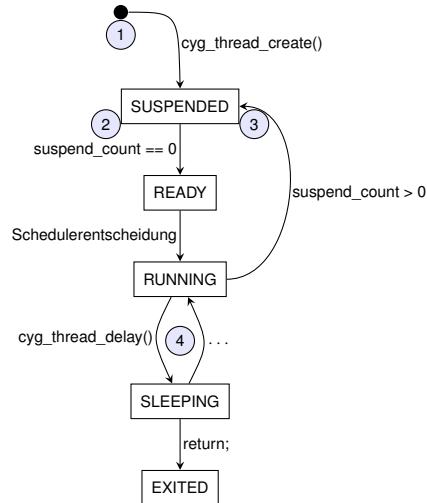 1
cyg_thread_create()
SUSPENDED
2
3
suspend_count == 0
READY
suspend_count > 0
Schedulerentscheidung
RUNNING
cyg_thread_delay()
4
...
SLEEPING
return;
EXITED